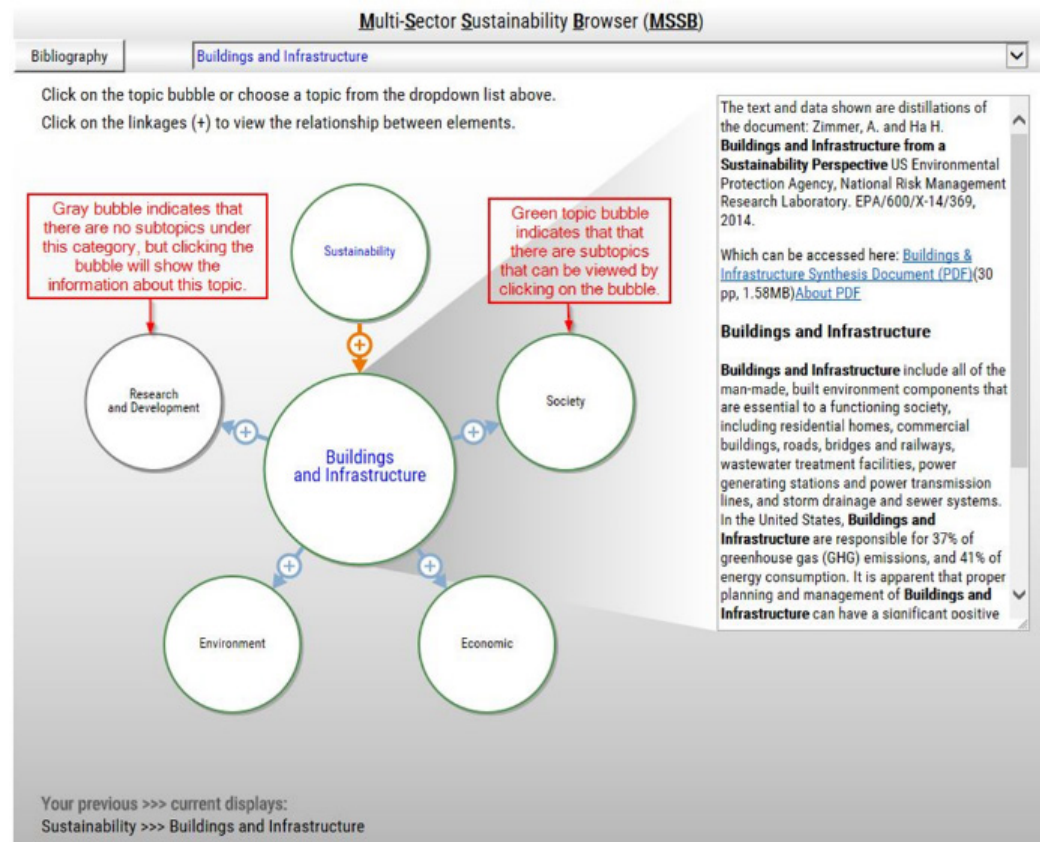 Multi-Sector Sustainability Browser (MSSB)
Bibliography
Buildings and Infrastructure
Click on the topic bubble or choose a topic from the dropdown list above.
Click on the linkages (+) to view the relationship between elements.
Gray bubble indicates that
there are no subtopics under
this category, but clicking the
bubble will show the
information about this topic.
Sustainability
Green topic bubble
indicates that that
there are subtopics
that can be viewed by
clicking on the bubble.
Research
and Development
Society
Buildings
and Infrastructure
Environment
Economic
The text and data shown are distillations of
the document: Zimmer, A. and Ha H.
Buildings and Infrastructure from a
Sustainability Perspective US Environmental
Protection Agency, National Risk Management
Research Laboratory. EPA/600/X-14/369,
2014.
Which can be accessed here: Buildings &
Infrastructure Synthesis Document (PDF)(30
pp, 1.58MB)About PDF
Buildings and Infrastructure
Buildings and Infrastructure include all of the
man-made, built environment components that
are essential to a functioning society,
including residential homes, commercial
buildings, roads, bridges and railways,
wastewater treatment facilities, power
generating stations and power transmission
lines, and storm drainage and sewer systems.
In the United States, Buildings and
Infrastructure are responsible for 37% of
greenhouse gas (GHG) emissions, and 41% of
energy consumption. It is apparent that proper
planning and management of Buildings and
Infrastructure can have a significant positive
Your previous >>> current displays:
Sustainability >>> Buildings and Infrastructure